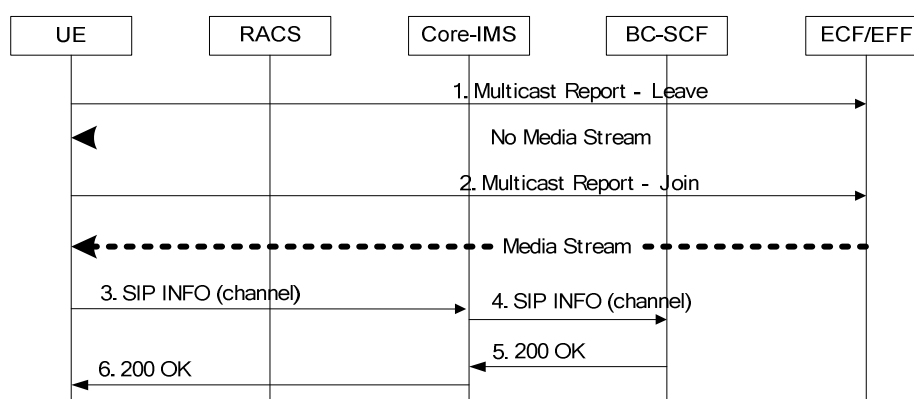 UE RACS Core-IMS BC-SCF ECF/EFF
1. Multicast Report - Leave
No Media Stream
2. Multicast Report - Join
Media Stream
3. SIP INFO (channel)
4. SIP INFO (channel)
5. 200 OK
6. 200 OK